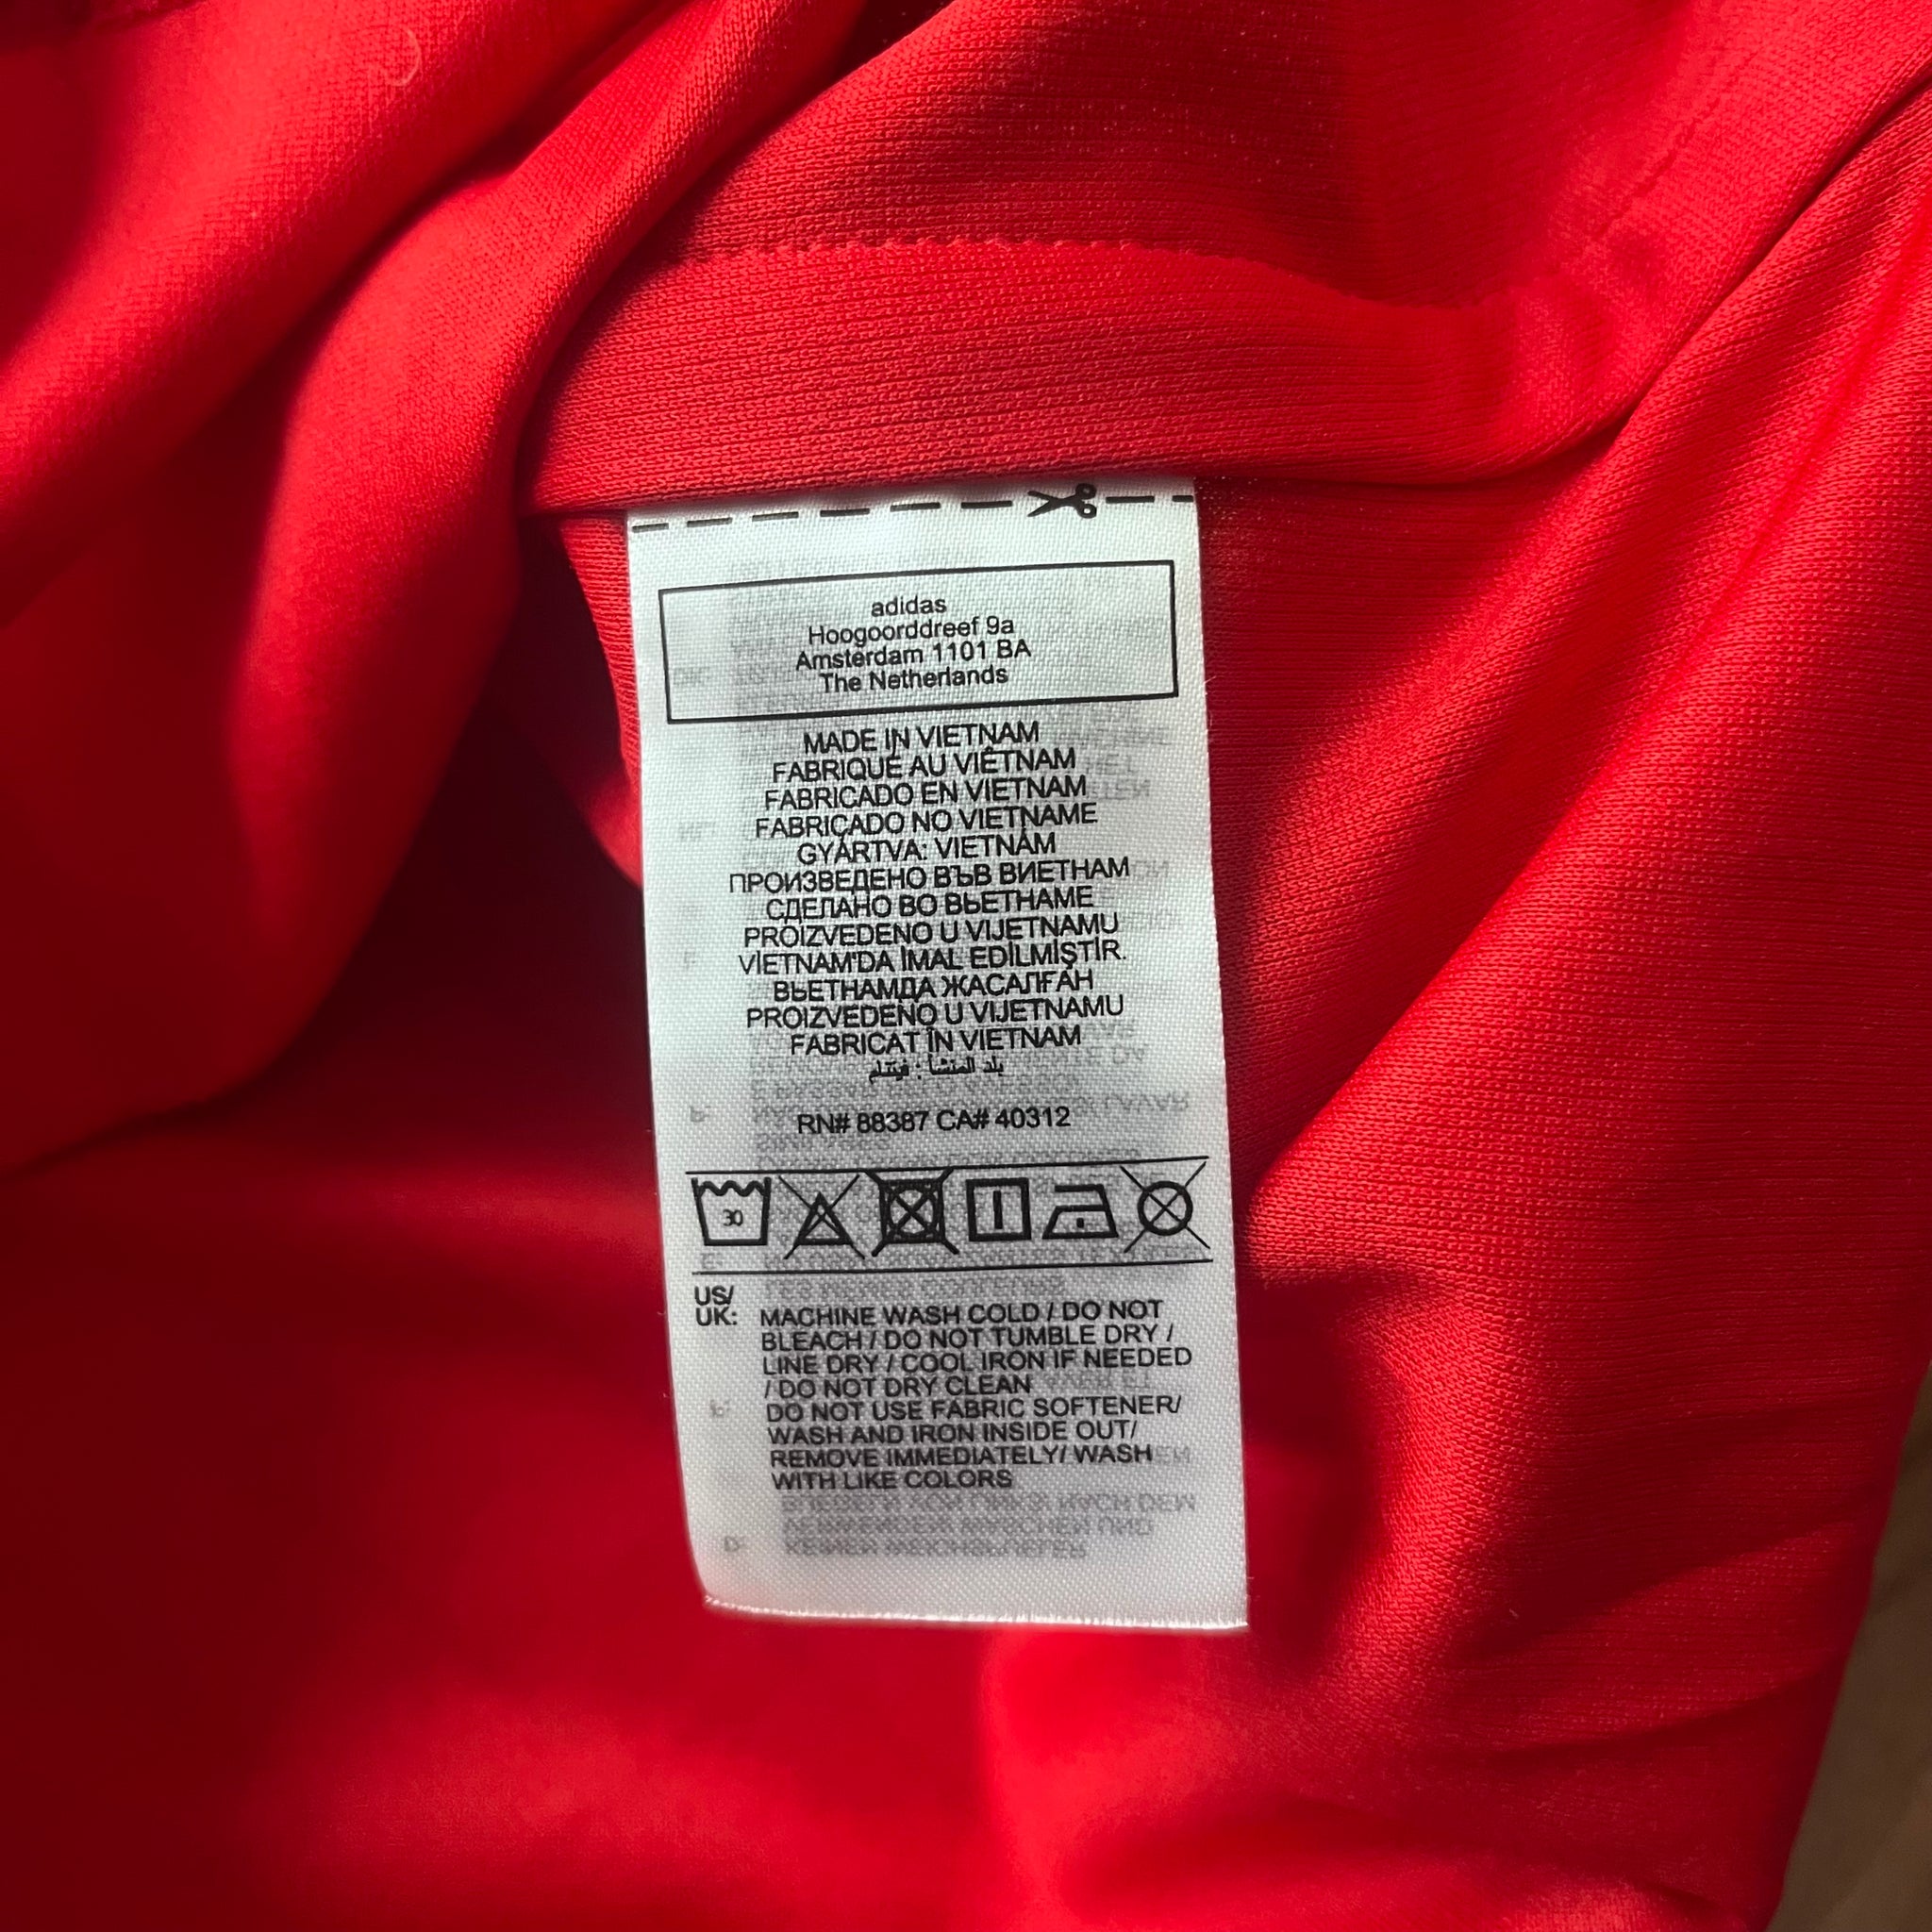 adidas
Hoogoorddreef 9a
Amsterdam 1101 BA
The Netherlands
MADE IN VIETNAM
FABRIQUÉ AU VIÊTNAM
FABRICADO EN VIETNAM
FABRICADO NO VIETNAME
GYÁRTVA: VIETNÁM
ПРОИЗВЕДЕНО ВЪВ ВИЕТНАМ
СДЕЛАНО ВО ВЬЕТНАМЕ
PROIZVEDENO U VIJETNAMU
VİETNAM'DA İMAL EDİLMİŞTİR.
ВЬЕТНАМДА ЖАСАЛҒАН
PROIZVEDENO U VIJETNAMU
FABRICAT ÎN VIETNAM
بلد المنشأ : فيتنام
RN# 88387 CA# 40312
30
US/
UK: MACHINE WASH COLD / DO NOT
BLEACH / DO NOT TUMBLE DRY /
LINE DRY / COOL IRON IF NEEDED
/ DO NOT DRY CLEAN
DO NOT USE FABRIC SOFTENER/
WASH AND IRON INSIDE OUT/
REMOVE IMMEDIATELY/ WASH
WITH LIKE COLORS